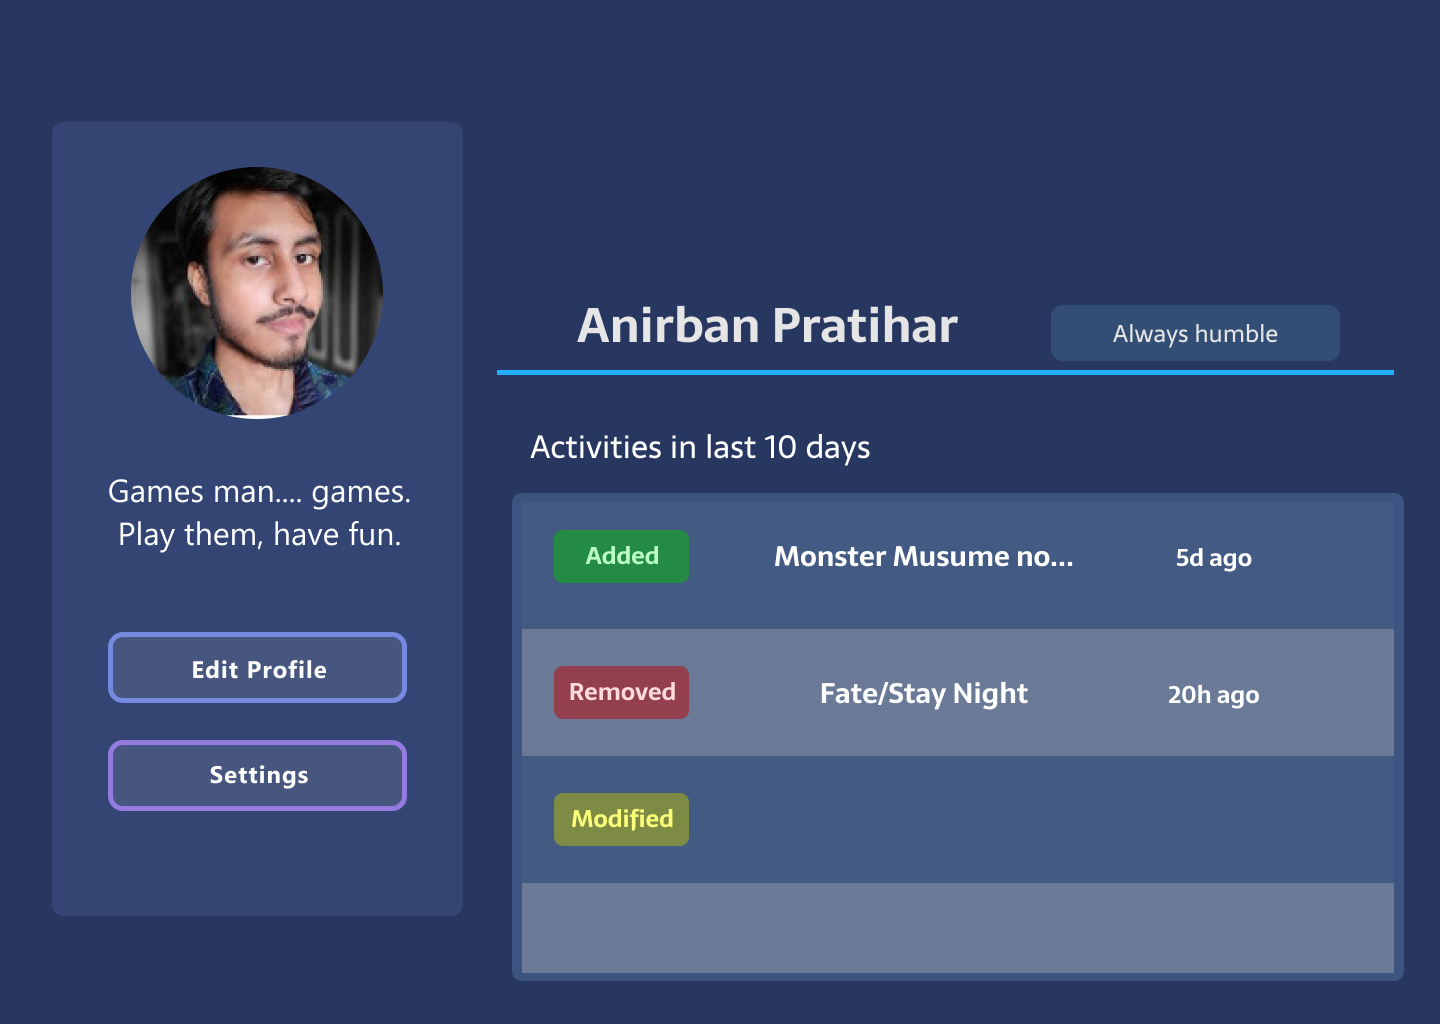 Games man.... games.
Play them, have fun.
Edit Profile
Settings
Anirban Pratihar
Always humble
Activities in last 10 days
Added Monster Musume no... 5d ago
Removed Fate/Stay Night 20h ago
Modified